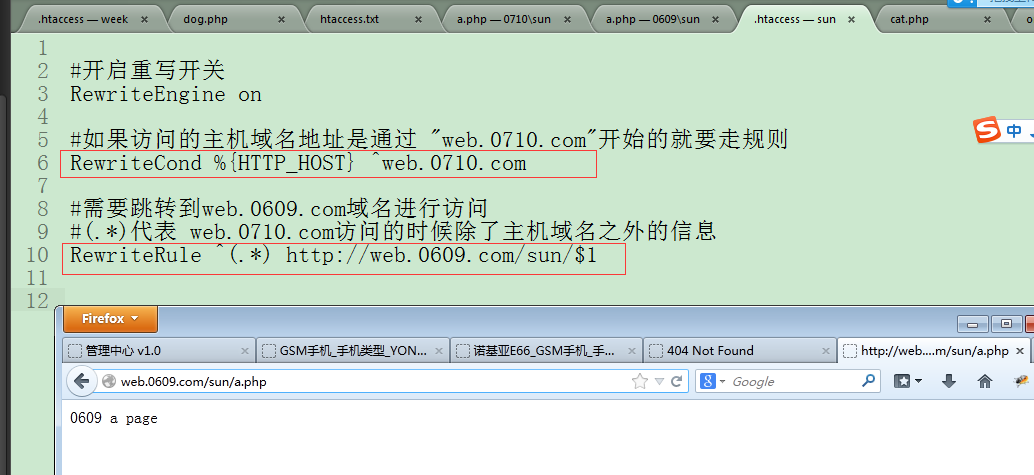 .htaccess — week
dog.php
htaccess.txt
a.php — 0710\sun
a.php — 0609\sun
.htaccess — sun
cat.php
1
2 #开启重写开关
3 RewriteEngine on
4
5 #如果访问的主机域名地址是通过 "web.0710.com"开始的就要走规则
6 RewriteCond %{HTTP_HOST} ^web.0710.com
7
8 #需要跳转到web.0609.com域名进行访问
9 #(.*)代表 web.0710.com访问的时候除了主机域名之外的信息
10 RewriteRule ^(.*) http://web.0609.com/sun/$1
11
12
S 中
Firefox
管理中心 v1.0
GSM手机_手机类型_YON...
诺基亚E66_GSM手机_手...
404 Not Found
http://web....m/sun/a.php
web.0609.com/sun/a.php
8 Google
0609 a page